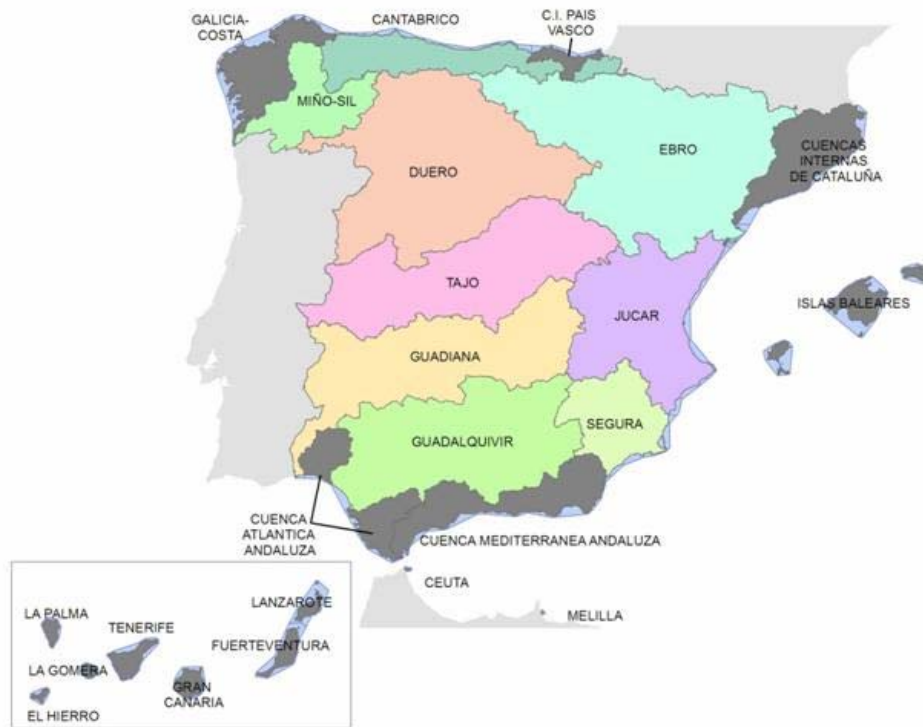 GALICIA-
COSTA
CANTABRICO
C.I. PAIS
VASCO
MIÑO-SIL
DUERO
EBRO
CUENCAS
INTERNAS
DE CATALUÑA
TAJO
JUCAR
ISLAS BALEARES
GUADIANA
SEGURA
GUADALQUIVIR
CUENCA
ATLANTICA
ANDALUZA
CUENCA MEDITERRANEA ANDALUZA
CEUTA
MELILLA
LA PALMA
TENERIFE
LANZAROTE
FUERTEVENTURA
LA GOMERA
GRAN
CANARIA
EL HIERRO